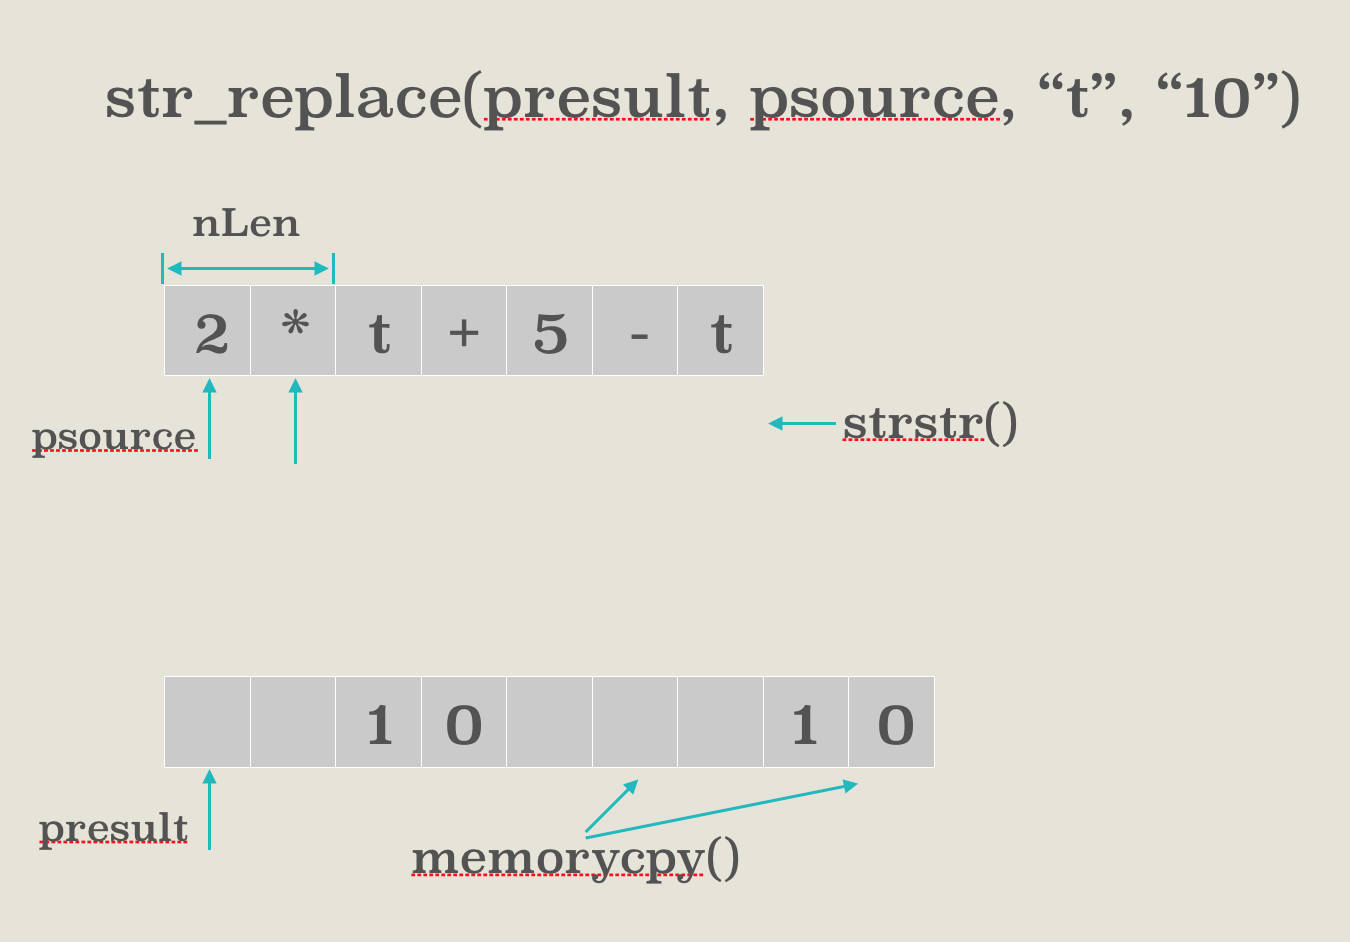 str_replace(presult, psource, “t”, “10”)
nLen
2 * t + 5 - t
psource
strstr()
1 0 1 0
presult
memorycpy()